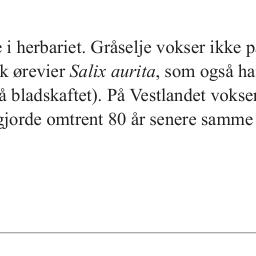 i herbariet. Gråselje vokser ikke
ørevier Salix aurita, som også ha
å bladskaftet). På Vestlandet vokser
gjorde omtrent 80 år senere samme